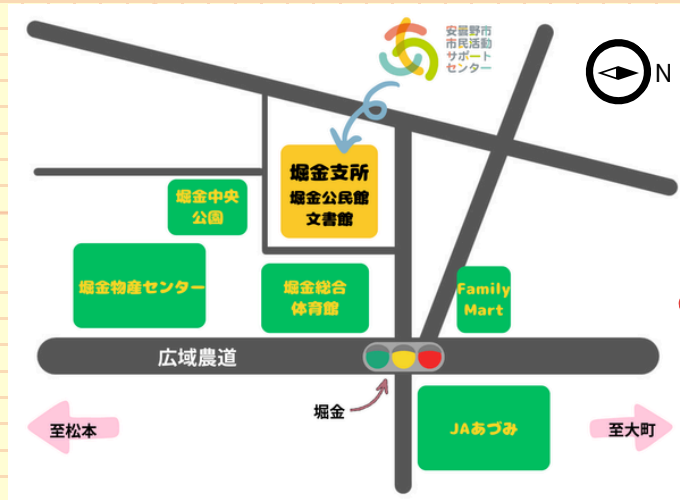 安曇野市
市民活動
サポート
センター
N
堀金支所
堀金公民館
文書館
堀金中央
公園
堀金物産センター
堀金総合
体育館
Family
Mart
広域農道
堀金
JAあづみ
至松本
至大町